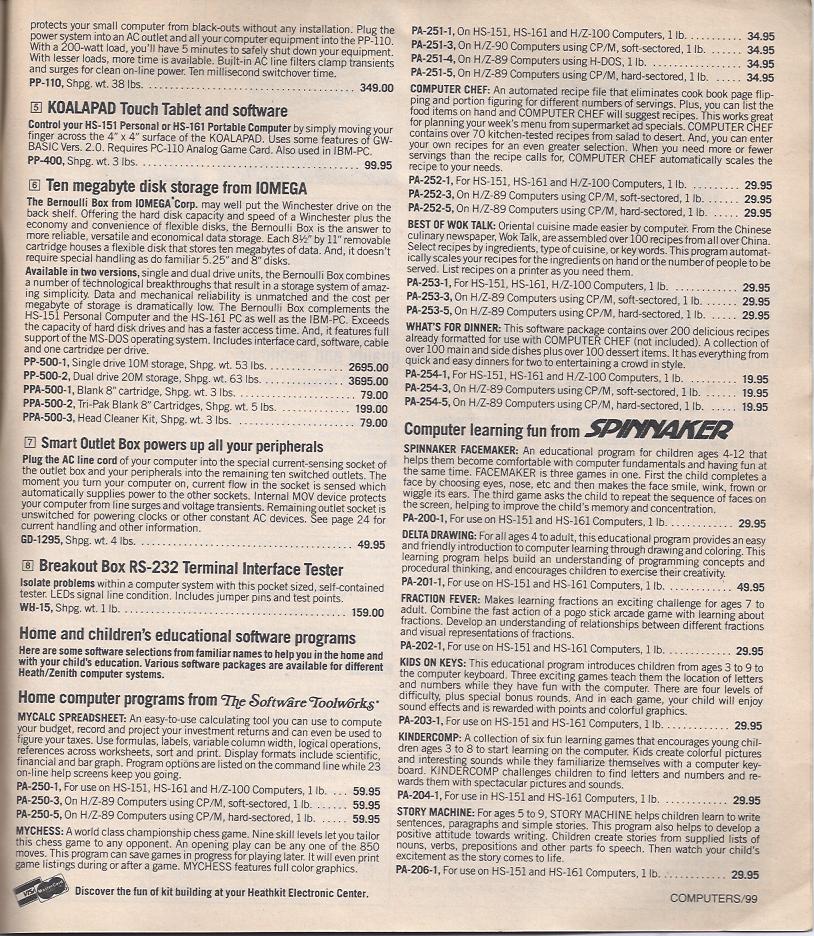 protects your small computer from black-outs without any installation. Plug the
power system into an AC outlet and all your computer equipment into the PP-110.
With a 200-watt load, you'll have 5 minutes to safely shut down your equipment.
With lesser loads, more time is available. Built-in AC line filters clamp transients
and surges for clean on-line power. Ten millisecond switchover time.
PP-110, Shpg. wt. 38 lbs. 349.00
5 KOALAPAD Touch Tablet and software
Control your HS-151 Personal or HS-161 Portable Computer by simply moving your
finger across the 4" x 4" surface of the KOALAPAD. Uses some features of GW-
BASIC Vers. 2.0. Requires PC-110 Analog Game Card. Also used in IBM-PC.
PP-400, Shpg. wt. 3 lbs. 99.95
6 Ten megabyte disk storage from IOMEGA
The Bernoulli Box from IOMEGA Corp. may well put the Winchester drive on the
back shelf. Offering the hard disk capacity and speed of a Winchester plus the
economy and convenience of flexible disks, the Bernoulli Box is the answer to
more reliable, versatile and economical data storage. Each 8½" by 11" removable
cartridge houses a flexible disk that stores ten megabytes of data. And, it doesn't
require special handling as do familiar 5.25" and 8" disks.
Available in two versions, single and dual drive units, the Bernoulli Box combines
a number of technological breakthroughs that result in a storage system of amaz-
ing simplicity. Data and mechanical reliability is unmatched and the cost per
megabyte of storage is dramatically low. The Bernoulli Box complements the
HS-151 Personal Computer and the HS-161 PC as well as the IBM-PC. Exceeds
the capacity of hard disk drives and has a faster access time. And, it features full
support of the MS-DOS operating system. Includes interface card, software, cable
and one cartridge per drive.
PP-500-1, Single drive 10M storage, Shpg. wt. 53 lbs. 2695.00
PP-500-2, Dual drive 20M storage, Shpg. wt. 63 lbs. 3695.00
PPA-500-1, Blank 8" cartridge, Shpg. wt. 3 lbs. 79.00
PPA-500-2, Tri-Pak Blank 8" Cartridges, Shpg. wt. 5 lbs. 199.00
PPA-500-3, Head Cleaner Kit, Shpg. wt. 3 lbs. 79.00
7 Smart Outlet Box powers up all your peripherals
Plug the AC line cord of your computer into the special current-sensing socket of
the outlet box and your peripherals into the remaining ten switched outlets. The
moment you turn your computer on, current flow in the socket is sensed which
automatically supplies power to the other sockets. Internal MOV device protects
your computer from line surges and voltage transients. Remaining outlet socket is
unswitched for powering clocks or other constant AC devices. See page 24 for
current handling and other information.
GD-1295, Shpg. wt. 4 lbs. 49.95
8 Breakout Box RS-232 Terminal Interface Tester
Isolate problems within a computer system with this pocket sized, self-contained
tester. LEDs signal line condition. Includes jumper pins and test points.
WH-15, Shpg. wt. 1 lb. 159.00
Home and children's educational software programs
Here are some software selections from familiar names to help you in the home and
with your child's education. Various software packages are available for different
Heath/Zenith computer systems.
Home computer programs from The Software Toolworks
MYCALC SPREADSHEET: An easy-to-use calculating tool you can use to compute
your budget, record and project your investment returns and can even be used to
figure your taxes. Use formulas, labels, variable column width, logical operations,
references across worksheets, sort and print. Display formats include scientific,
financial and bar graph. Program options are listed on the command line while 23
on-line help screens keep you going.
PA-250-1, For use on HS-151, HS-161 and H/Z-100 Computers, 1 lb. 59.95
PA-250-3, On H/Z-89 Computers using CP/M, soft-sectored, 1 lb. 59.95
PA-250-5, On H/Z-89 Computers using CP/M, hard-sectored, 1 lb. 59.95
MYCHESS: A world class championship chess game. Nine skill levels let you tailor
this chess game to any opponent. An opening play can be any one of the 850
moves. This program can save games in progress for playing later. It will even print
game listings during or after a game. MYCHESS features full color graphics.
VISA MasterCard
Discover the fun of kit building at your Heathkit Electronic Center.
PA-251-1, On HS-151, HS-161 and H/Z-100 Computers, 1 lb. 34.95
PA-251-3, On H/Z-90 Computers using CP/M, soft-sectored, 1 lb. 34.95
PA-251-4, On H/Z-89 Computers using H-DOS, 1 lb. 34.95
PA-251-5, On H/Z-89 Computers using CP/M, hard-sectored, 1 lb. 34.95
COMPUTER CHEF: An automated recipe file that eliminates cook book page flip-
ping and portion figuring for different numbers of servings. Plus, you can list the
food items on hand and COMPUTER CHEF will suggest recipes. This works great
for planning your week's menu from supermarket ad specials. COMPUTER CHEF
contains over 70 kitchen-tested recipes from salad to desert. And, you can enter
your own recipes for an even greater selection. When you need more or fewer
servings than the recipe calls for, COMPUTER CHEF automatically scales the
recipe to your needs.
PA-252-1, For HS-151, HS-161 and H/Z-100 Computers, 1 lb. 29.95
PA-252-3, On H/Z-89 Computers using CP/M, soft-sectored, 1 lb. 29.95
PA-252-5, On H/Z-89 Computers using CP/M, hard-sectored, 1 lb. 29.95
BEST OF WOK TALK: Oriental cuisine made easier by computer. From the Chinese
culinary newspaper, Wok Talk, are assembled over 100 recipes from all over China.
Select recipes by ingredients, type of cuisine, or key words. This program automat-
ically scales your recipes for the ingredients on hand or the number of people to be
served. List recipes on a printer as you need them.
PA-253-1, For HS-151, HS-161, H/Z-100 Computers, 1 lb. 29.95
PA-253-3, On H/Z-89 Computers using CP/M, soft-sectored, 1 lb. 29.95
PA-253-5, On H/Z-89 Computers using CP/M, hard-sectored, 1 lb. 29.95
WHAT'S FOR DINNER: This software package contains over 200 delicious recipes
already formatted for use with COMPUTER CHEF (not included). A collection of
over 100 main and side dishes plus over 100 dessert items. It has everything from
quick and easy dinners for two to entertaining a crowd in style.
PA-254-1, For HS-151, HS-161 and H/Z-100 Computers, 1 lb. 19.95
PA-254-3, On H/Z-89 Computers using CP/M, soft-sectored, 1 lb. 19.95
PA-254-5, On H/Z-89 Computers using CP/M, hard-sectored, 1 lb. 19.95
Computer learning fun from SPINNAKER
SPINNAKER FACEMAKER: An educational program for children ages 4-12 that
helps them become comfortable with computer fundamentals and having fun at
the same time. FACEMAKER is three games in one. First the child completes a
face by choosing eyes, nose, etc and then makes the face smile, wink, frown or
wiggle its ears. The third game asks the child to repeat the sequence of faces on
the screen, helping to improve the child's memory and concentration.
PA-200-1, For use on HS-151 and HS-161 Computers, 1 lb. 29.95
DELTA DRAWING: For all ages 4 to adult, this educational program provides an easy
and friendly introduction to computer learning through drawing and coloring. This
learning program helps build an understanding of programming concepts and
procedural thinking, and encourages children to exercise their creativity.
PA-201-1, For use on HS-151 and HS-161 Computers, 1 lb. 49.95
FRACTION FEVER: Makes learning fractions an exciting challenge for ages 7 to
adult. Combine the fast action of a pogo stick arcade game with learning about
fractions. Develop an understanding of relationships between different fractions
and visual representations of fractions.
PA-202-1, For use on HS-151 and HS-161 Computers, 1 lb. 29.95
KIDS ON KEYS: This educational program introduces children from ages 3 to 9 to
the computer keyboard. Three exciting games teach them the location of letters
and numbers while they have fun with the computer. There are four levels of
difficulty, plus special bonus rounds. And in each game, your child will enjoy
sound effects and is rewarded with points and colorful graphics.
PA-203-1, For use on HS-151 and HS-161 Computers, 1 lb. 29.95
KINDERCOMP: A collection of six fun learning games that encourages young chil-
dren ages 3 to 8 to start learning on the computer. Kids create colorful pictures
and interesting sounds while they familiarize themselves with a computer key-
board. KINDERCOMP challenges children to find letters and numbers and re-
wards them with spectacular pictures and sounds.
PA-204-1, For use in HS-151 and HS-161 Computers, 1 lb. 29.95
STORY MACHINE: For ages 5 to 9, STORY MACHINE helps children learn to write
sentences, paragraphs and simple stories. This program also helps to develop a
positive attitude towards writing. Children create stories from supplied lists of
nouns, verbs, prepositions and other parts fo speech. Then watch your child's
excitement as the story comes to life.
PA-206-1, For use on HS-151 and HS-161 Computers, 1 lb. 29.95
COMPUTERS/99